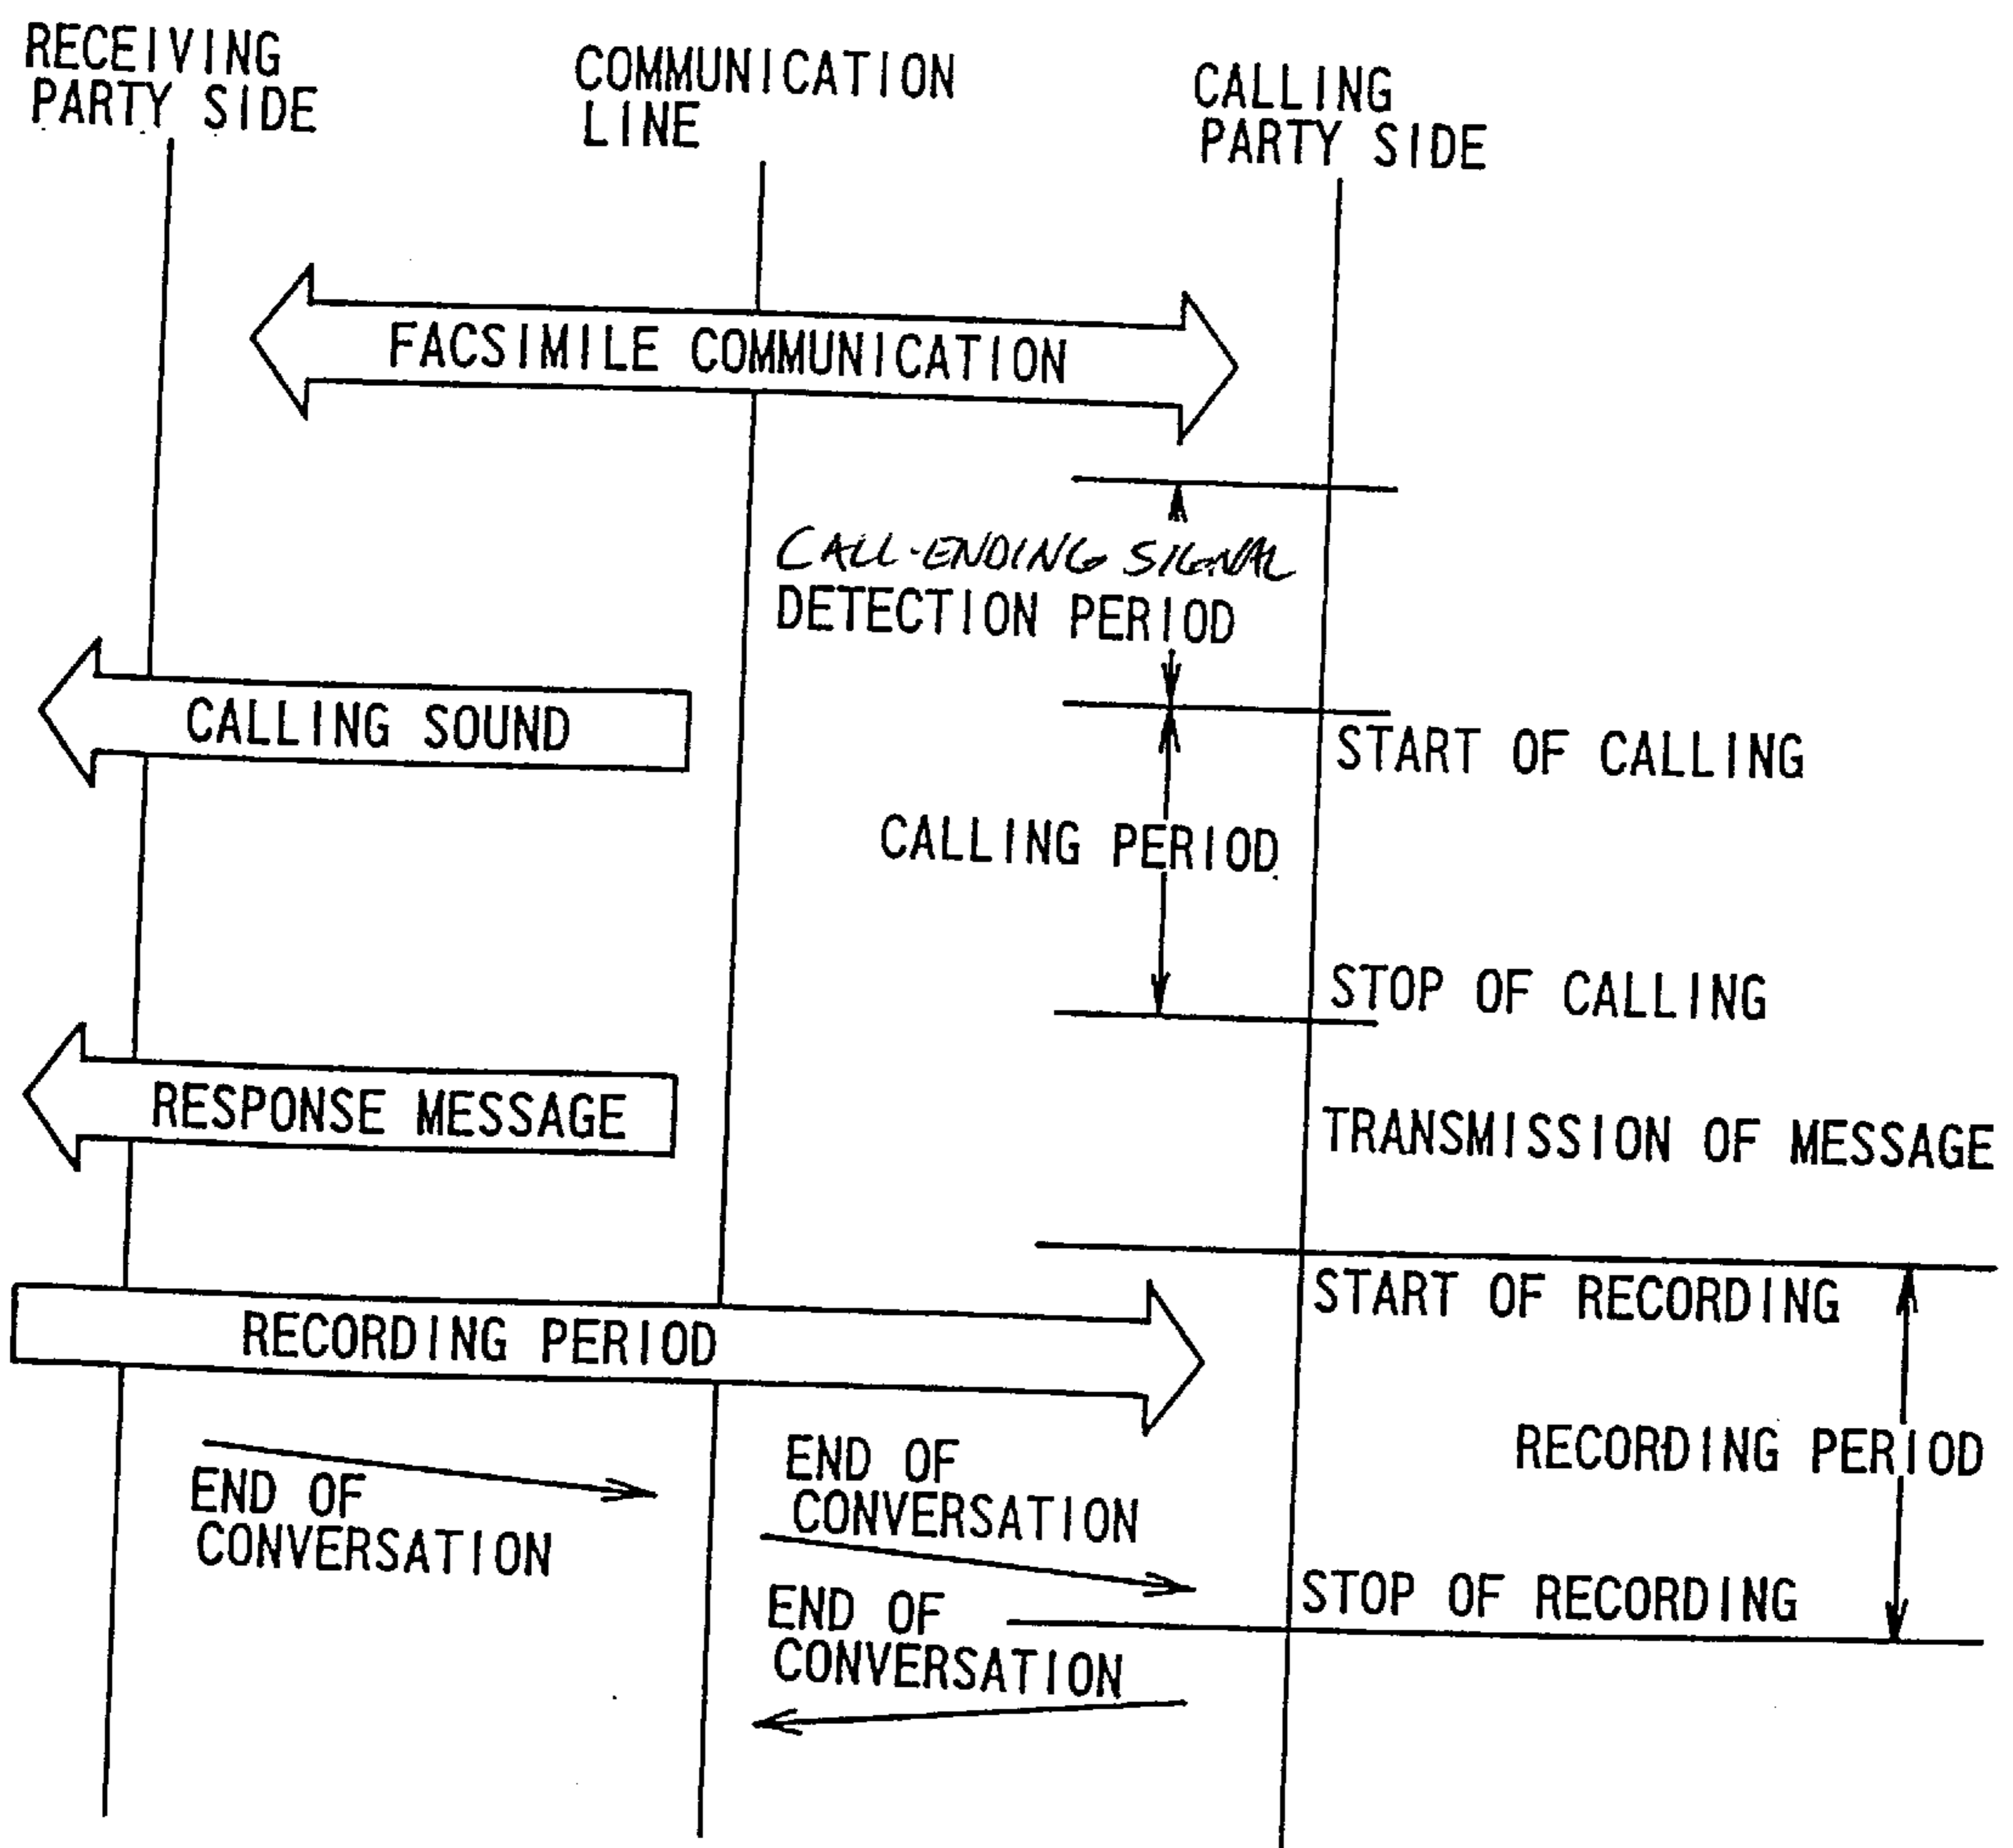 RECEIVING
PARTY SIDE
COMMUNICATION
LINE
CALLING
PARTY SIDE
FACSIMILE COMMUNICATION
CALL-ENDING SIGNAL
DETECTION PERIOD
CALLING SOUND
START OF CALLING
CALLING PERIOD
STOP OF CALLING
RESPONSE MESSAGE
TRANSMISSION OF MESSAGE
START OF RECORDING
RECORDING PERIOD
RECORDING PERIOD
END OF
CONVERSATION
END OF
CONVERSATION
STOP OF RECORDING
END OF
CONVERSATION